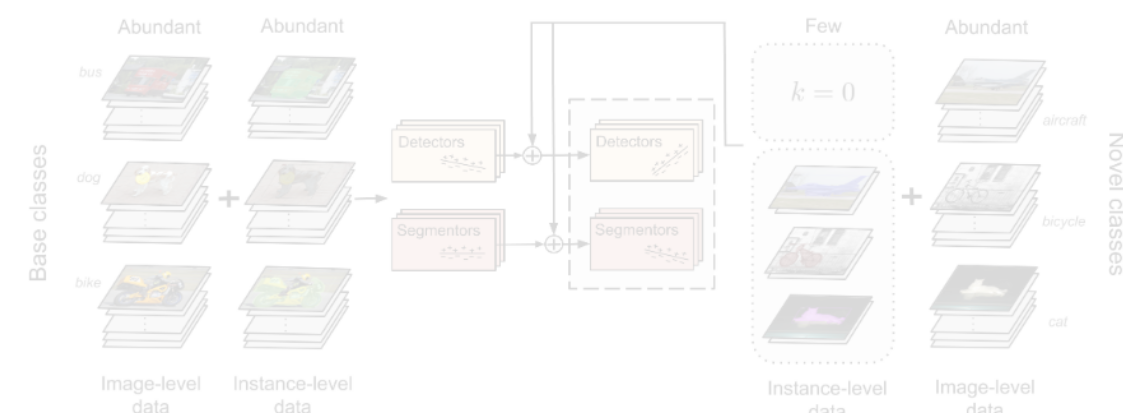 Abundant
Abundant
Few
Abundant
bus
k = 0
aircraft
Detectors
Detectors
Base classes
dog
Novel classes
bicycle
Segmentors
Segmentors
bike
cat
Image-level
data
Instance-level
data
Instance-level
data
Image-level
data